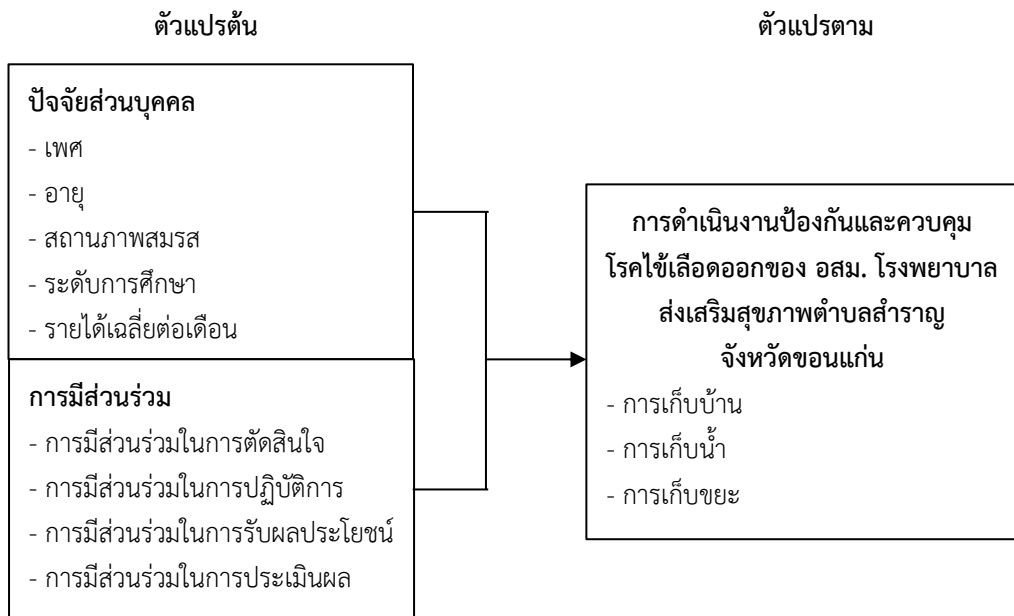 ตัวแปรต้น
ตัวแปรตาม
ปัจจัยส่วนบุคคล
- เพศ
- อายุ
- สถานภาพสมรส
- ระดับการศึกษา
- รายได้เฉลี่ยต่อเดือน
การมีส่วนร่วม
- การมีส่วนร่วมในการตัดสินใจ
- การมีส่วนร่วมในการปฏิบัติการ
- การมีส่วนร่วมในการรับผลประโยชน์
- การมีส่วนร่วมในการประเมินผล
การดำเนินงานป้องกันและควบคุม
โรคไข้เลือดออกของ อสม. โรงพยาบาล
ส่งเสริมสุขภาพตำบลสำราญ
จังหวัดขอนแก่น
- การเก็บบ้าน
- การเก็บน้ำ
- การเก็บขยะ